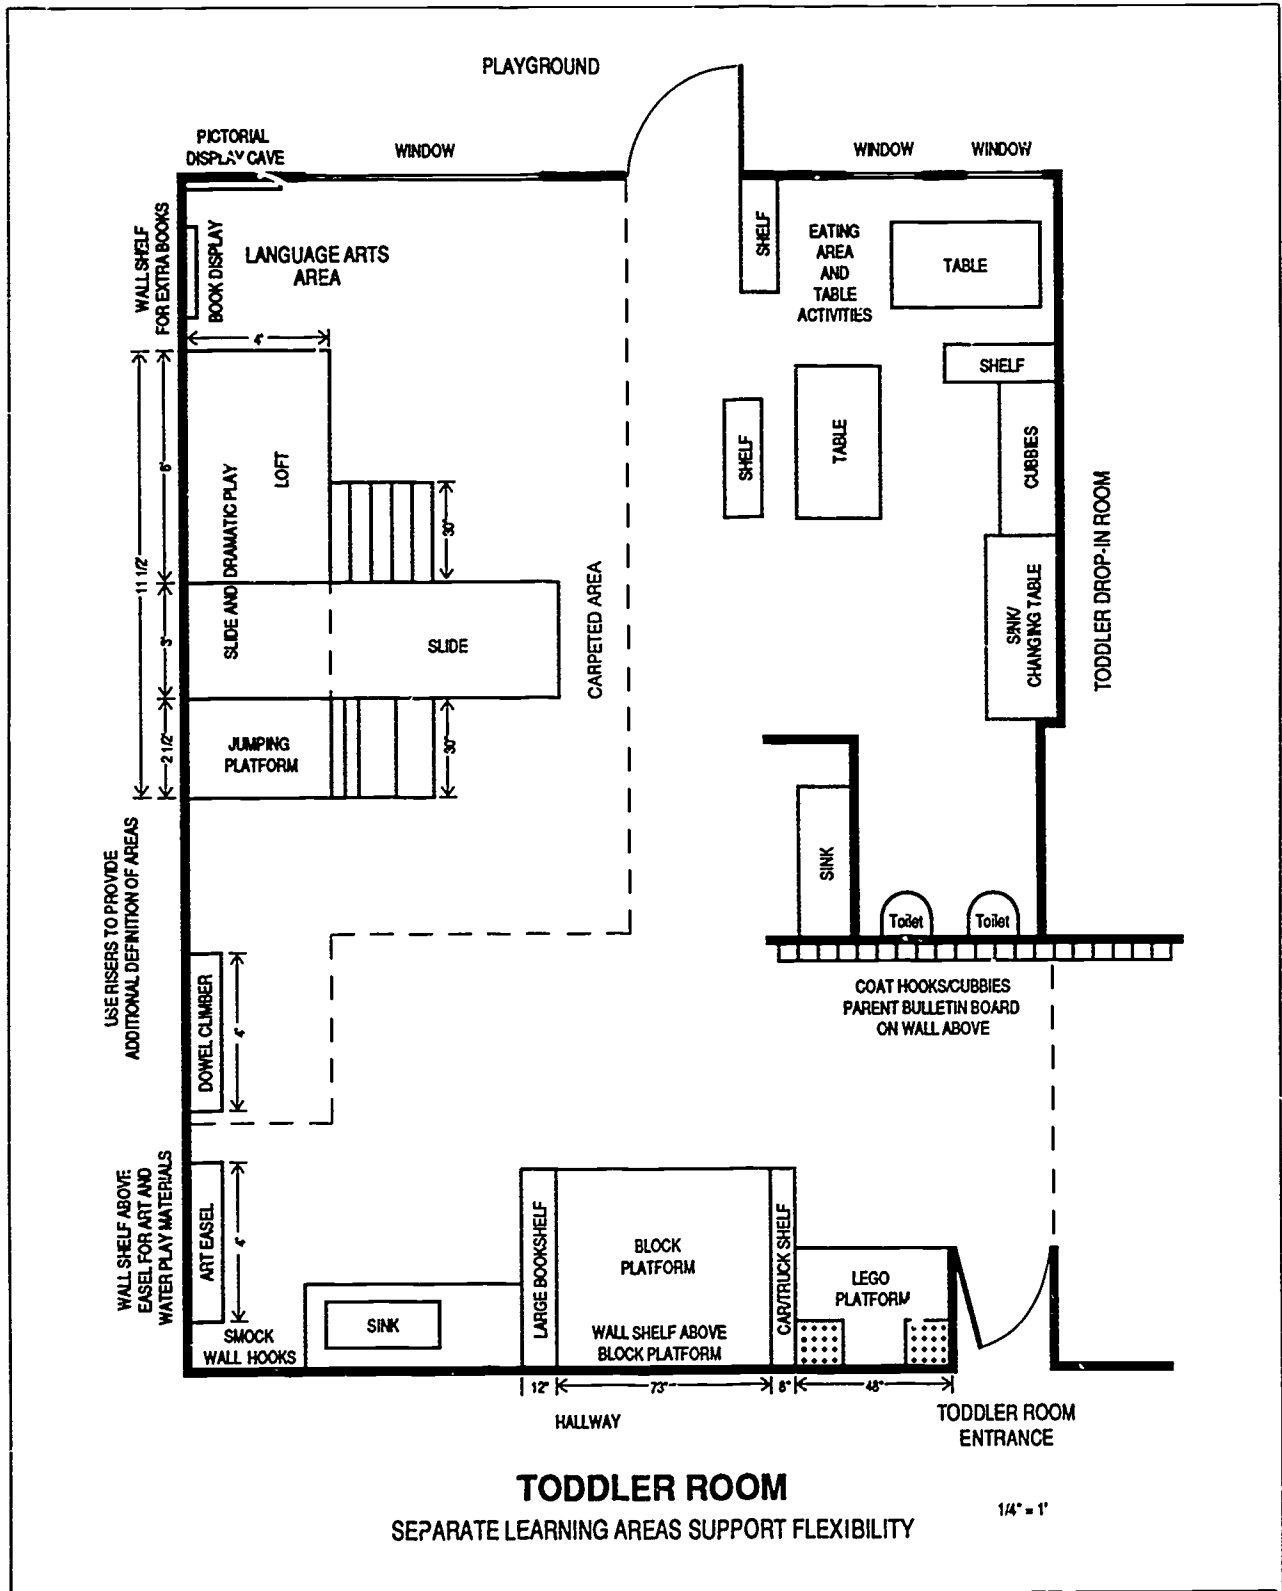 PLAYGROUND
PICTORIAL
DISPLAY CAVE
WINDOW
WINDOW
WINDOW
WALL SHELF
FOR EXTRA BOOKS
BOOK DISPLAY
LANGUAGE ARTS
AREA
SHELF
EATING
AREA
AND
TABLE
ACTIVITIES
TABLE
4'
SHELF
LOFT
SLIDE AND DRAMATIC PLAY
6'
11 1/2'
3'
2 1/2'
30"
SLIDE
30"
JUMPING
PLATFORM
CARPETED AREA
SHELF
TABLE
CUBBIES
SINK/
CHANGING TABLE
TODDLER DROP-IN ROOM
SINK
Toilet
Toilet
COAT HOOKS/CUBBIES
PARENT BULLETIN BOARD
ON WALL ABOVE
USE RISERS TO PROVIDE
ADDITIONAL DEFINITION OF AREAS
DOWEL CLIMBER
4'
WALL SHELF ABOVE
EASEL FOR ART AND
WATER PLAY MATERIALS
ART EASEL
4'
SMOCK
WALL HOOKS
SINK
LARGE BOOKSHELF
BLOCK
PLATFORM
WALL SHELF ABOVE
BLOCK PLATFORM
CAR/TRUCK SHELF
LEGO
PLATFORM
12"
73"
8"
48"
HALLWAY
TODDLER ROOM
ENTRANCE
TODDLER ROOM
SEPARATE LEARNING AREAS SUPPORT FLEXIBILITY
1/4" = 1'